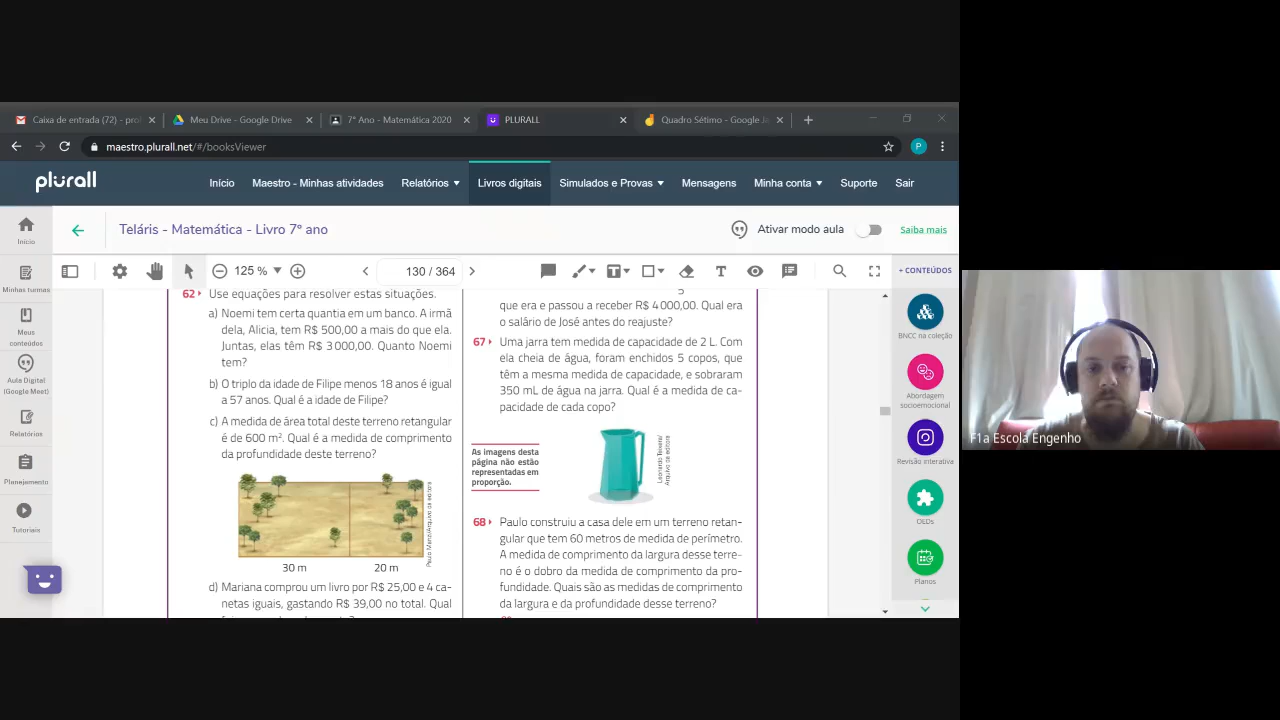 Caixa de entrada (72) - pro
Meu Drive - Google Drive
7° Ano - Matemática 2020
PLURALL
Quadro Sétimo - Google Ja
maestro.plurall.net/#/booksViewer
P
plurall
Início
Maestro - Minhas atividades
Relatórios
Livros digitais
Simulados e Provas
Mensagens
Minha conta
Suporte
Sair
Teláris - Matemática - Livro 7º ano
Ativar modo aula
Saiba mais
125 %
130 / 364
+ CONTEÚDOS
Início
Minhas turmas
Meus
conteúdos
Aula Digital
(Google Meet)
Relatórios
Planejamento
Tutoriais
62 Use equações para resolver estas situações.
a) Noemi tem certa quantia em um banco. A irmã
dela, Alicia, tem R$ 500,00 a mais do que ela.
Juntas, elas têm R$ 3 000,00. Quanto Noemi
tem?
b) O triplo da idade de Filipe menos 18 anos é igual
a 57 anos. Qual é a idade de Filipe?
c) A medida de área total deste terreno retangular
é de 600 m². Qual é a medida de comprimento
da profundidade deste terreno?
Paulo Manzi/Arquivo da editora
30 m
20 m
d) Mariana comprou um livro por R$ 25,00 e 4 ca-
netas iguais, gastando R$ 39,00 no total. Qual
5
que era e passou a receber R$ 4 000,00. Qual era
o salário de José antes do reajuste?
67 Uma jarra tem medida de capacidade de 2 L. Com
ela cheia de água, foram enchidos 5 copos, que
têm a mesma medida de capacidade, e sobraram
350 mL de água na jarra. Qual é a medida de ca-
pacidade de cada copo?
As imagens desta
página não estão
representadas em
proporção.
Leonardo Teixeira/
Arquivo da editora
68 Paulo construiu a casa dele em um terreno retan-
gular que tem 60 metros de medida de perímetro.
A medida de comprimento da largura desse terre-
no é o dobro da medida de comprimento da pro-
fundidade. Quais são as medidas de comprimento
da largura e da profundidade desse terreno?
BNCC na coleção
Abordagem
socioemocional
Revisão interativa
OEDs
Planos
F1a Escola Engenho